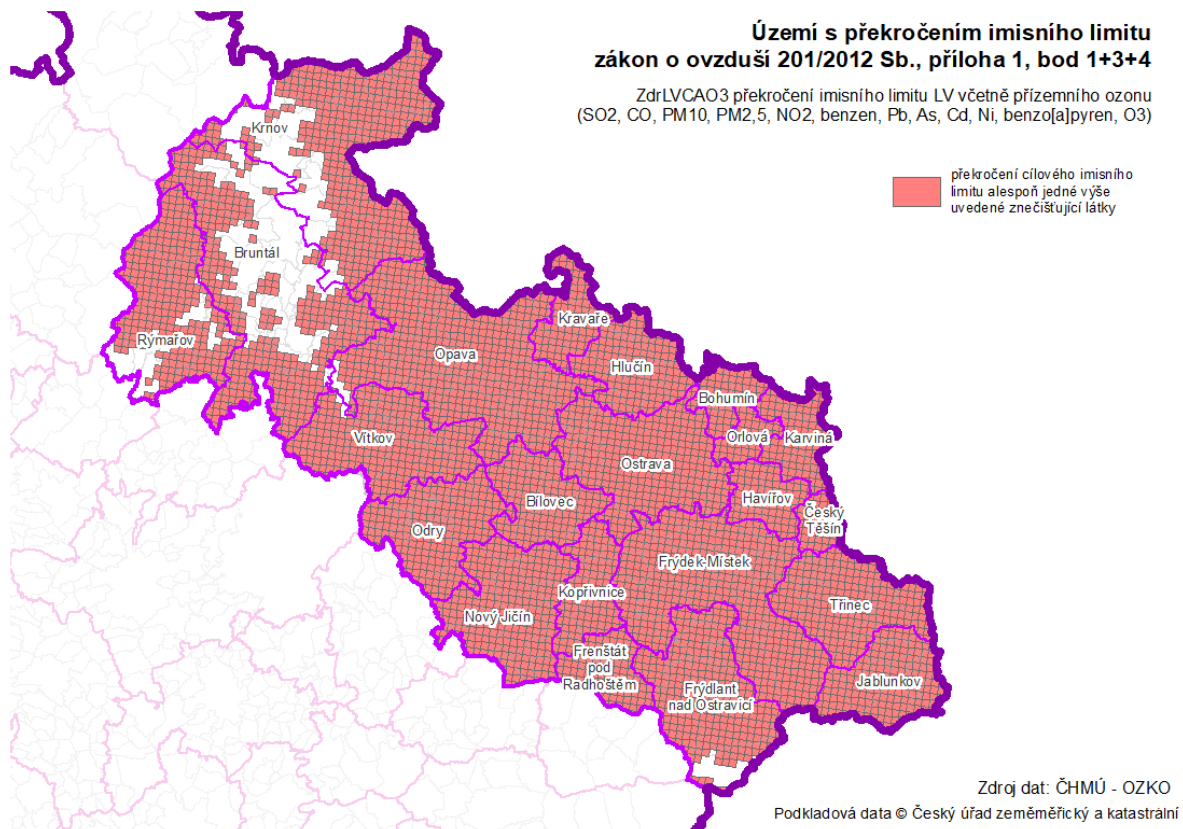 Území s překročením imisního limitu
zákon o ovzduší 201/2012 Sb., příloha 1, bod 1+3+4
ZdrLVCAO3 překročení imisního limitu LV včetně přízemního ozonu
(SO2, CO, PM10, PM2,5, NO2, benzen, Pb, As, Cd, Ni, benzo[a]pyren, O3)
překročení cílového imisního
limitu alespoň jedné výše
uvedené znečišťující látky
Krnov
Bruntál
Rýmařov
Opava
Kravaře
Hlučín
Bohumín
Orlová
Karviná
Vítkov
Ostrava
Bílovec
Havířov
Český
Těšín
Odry
Frýdek-Místek
Kopřivnice
Třinec
Nový Jičín
Frenštát
pod
Radhoštěm
Jablunkov
Frýdlant
nad Ostravicí
Zdroj dat: ČHMÚ - OZKO
Podkladová data © Český úřad zeměměřický a katastrální